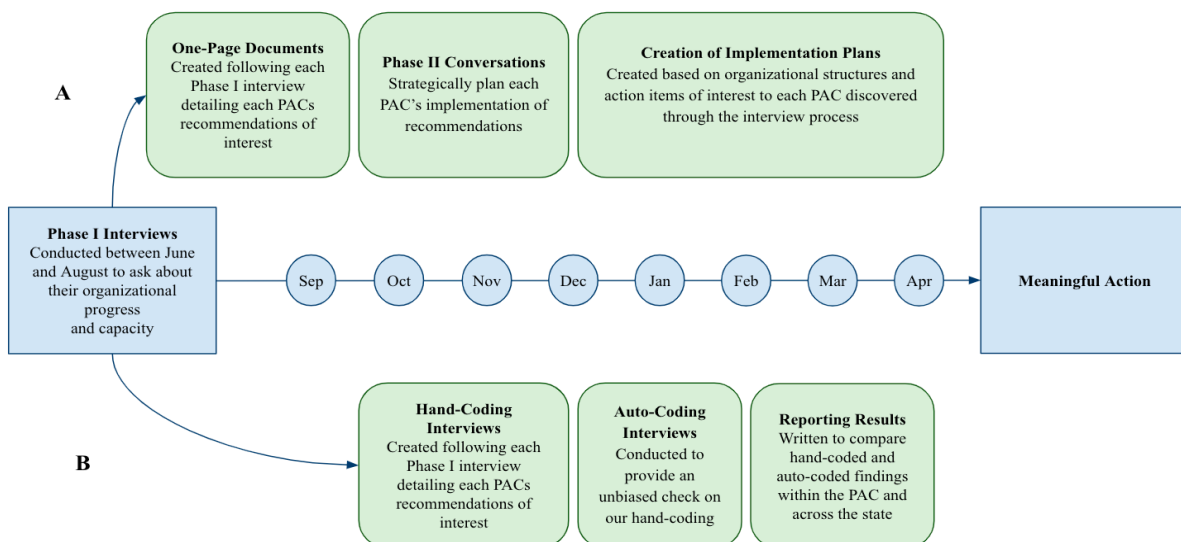 A
One-Page Documents
Created following each
Phase I interview
detailing each PACs
recommendations of
interest
Phase II Conversations
Strategically plan each
PAC's implementation of
recommendations
Creation of Implementation Plans
Created based on organizational structures and
action items of interest to each PAC discovered
through the interview process
Phase I Interviews
Conducted between June
and August to ask about
their organizational
progress
and capacity
Sep
Oct
Nov
Dec
Jan
Feb
Mar
Apr
Meaningful Action
B
Hand-Coding
Interviews
Created following each
Phase I interview
detailing each PACs
recommendations of
interest
Auto-Coding
Interviews
Conducted to
provide an
unbiased check on
our hand-coding
Reporting Results
Written to compare
hand-coded and
auto-coded findings
within the PAC and
across the state